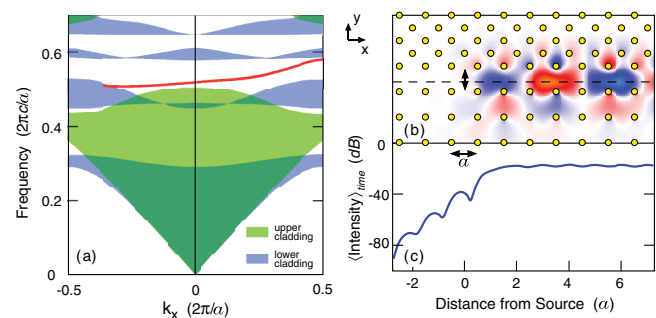 0.6
0.4
0.2
0
Frequency (2πc/a)
(a)
upper
cladding
lower
cladding
-0.5
0
0.5
kx (2π/a)
y
x
(b)
a
0
-40
-80
⟨Intensity⟩time (dB)
(c)
-2
0
2
4
6
Distance from Source (a)